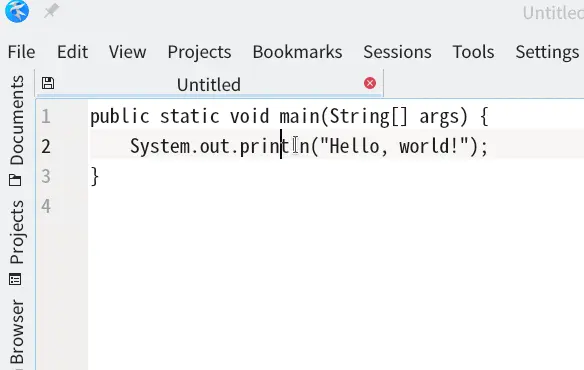 Untitled
File Edit View Projects Bookmarks Sessions Tools Settings
Untitled
Documents
Projects
Browser
1 public static void main(String[] args) {
2 System.out.println("Hello, world!");
3 }
4